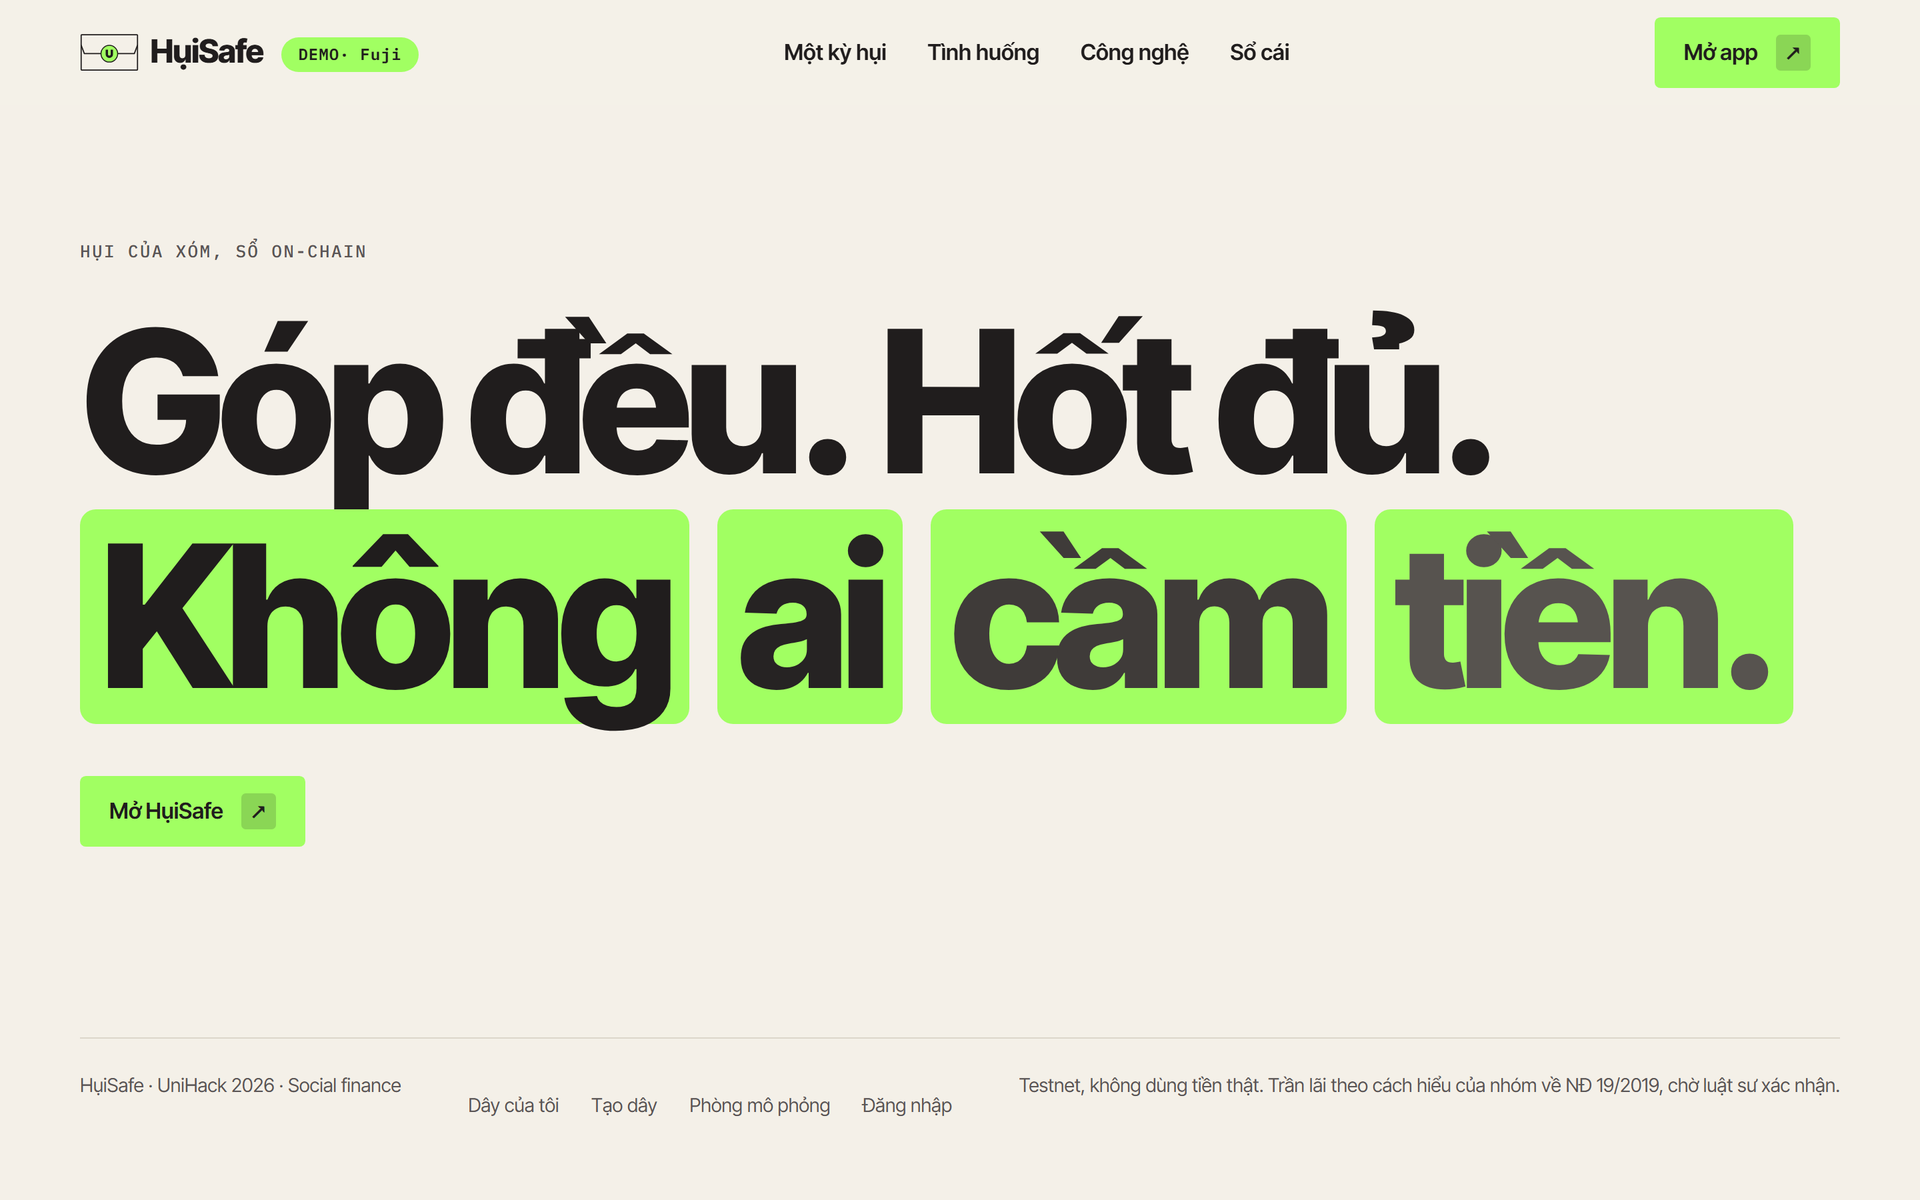 HụiSafe DEMO· Fuji Một kỳ hụi Tình huống Công nghệ Sổ cái Mở app ↗
HỤI CỦA XÓM, SỔ ON-CHAIN
Góp đều. Hốt đủ.
Không ai cầm tiền.
Mở HụiSafe ↗
HụiSafe · UniHack 2026 · Social finance
Dây của tôi Tạo dây Phòng mô phỏng Đăng nhập
Testnet, không dùng tiền thật. Trần lãi theo cách hiểu của nhóm về NĐ 19/2019, chờ luật sư xác nhận.